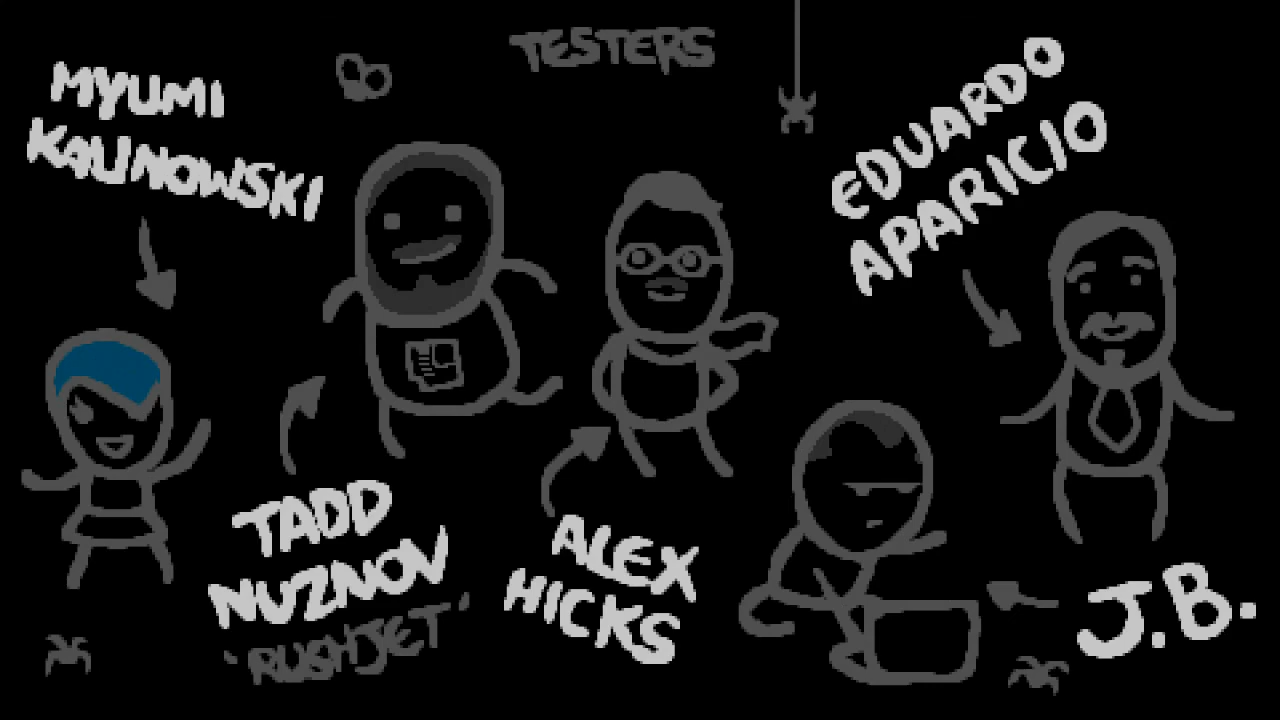 TESTERS
MYUMI
KALINOWSKI
EDUARDO
APARICIO
TADD
NUZNOV
'RUSHJET'
ALEX
HICKS
J.B.